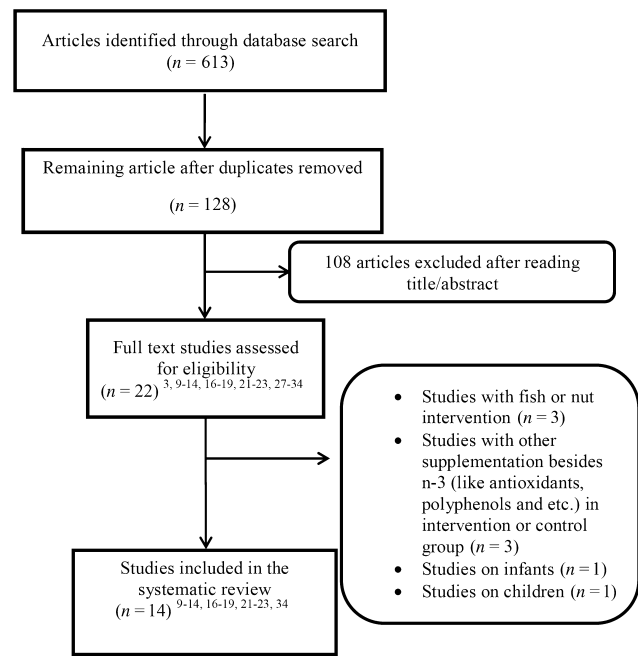 Articles identified through database search
(n = 613)
Remaining article after duplicates removed
(n = 128)
108 articles excluded after reading
title/abstract
Full text studies assessed
for eligibility
(n = 22) 3, 9-14, 16-19, 21-23, 27-34
• Studies with fish or nut
intervention (n = 3)
• Studies with other
supplementation besides
n-3 (like antioxidants,
polyphenols and etc.) in
intervention or control
group (n = 3)
• Studies on infants (n = 1)
• Studies on children (n = 1)
Studies included in the
systematic review
(n = 14) 9-14, 16-19, 21-23, 34